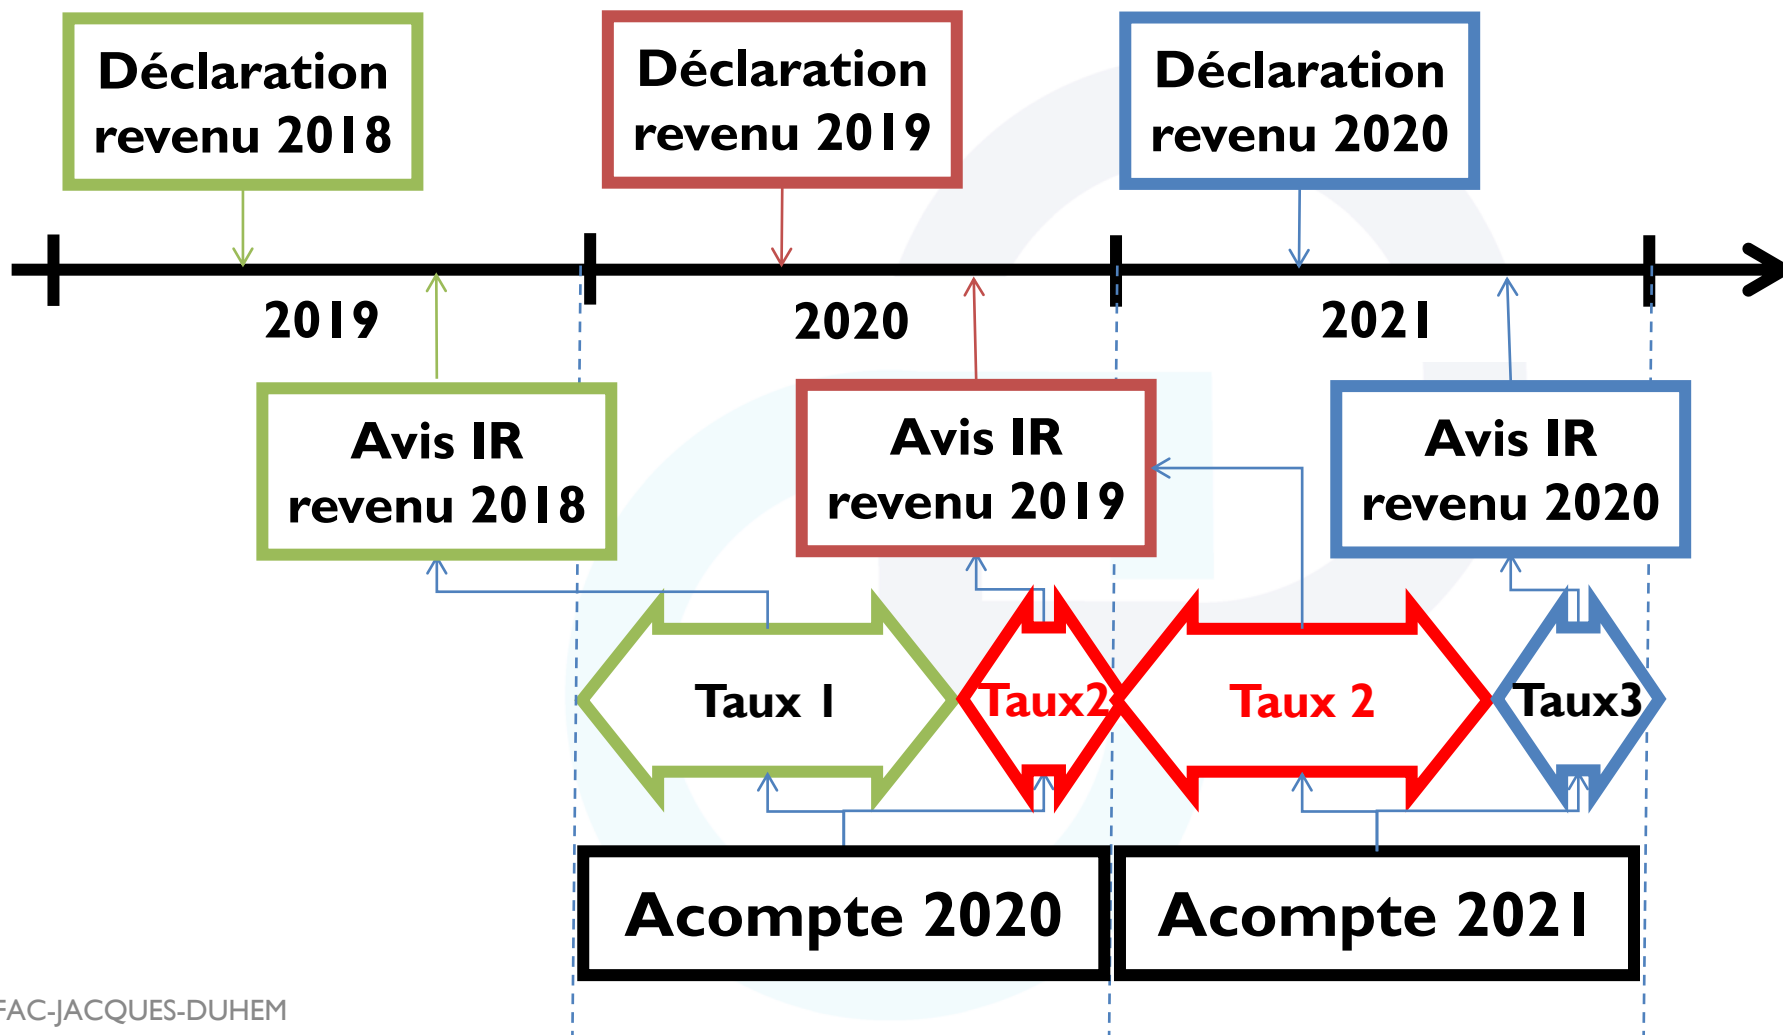 Déclaration
revenu 2018
Déclaration
revenu 2019
Déclaration
revenu 2020
2019
2020
2021
Avis IR
revenu 2018
Avis IR
revenu 2019
Avis IR
revenu 2020
Taux 1
Taux2
Taux 2
Taux3
Acompte 2020
Acompte 2021
FAC-JACQUES-DUHEM